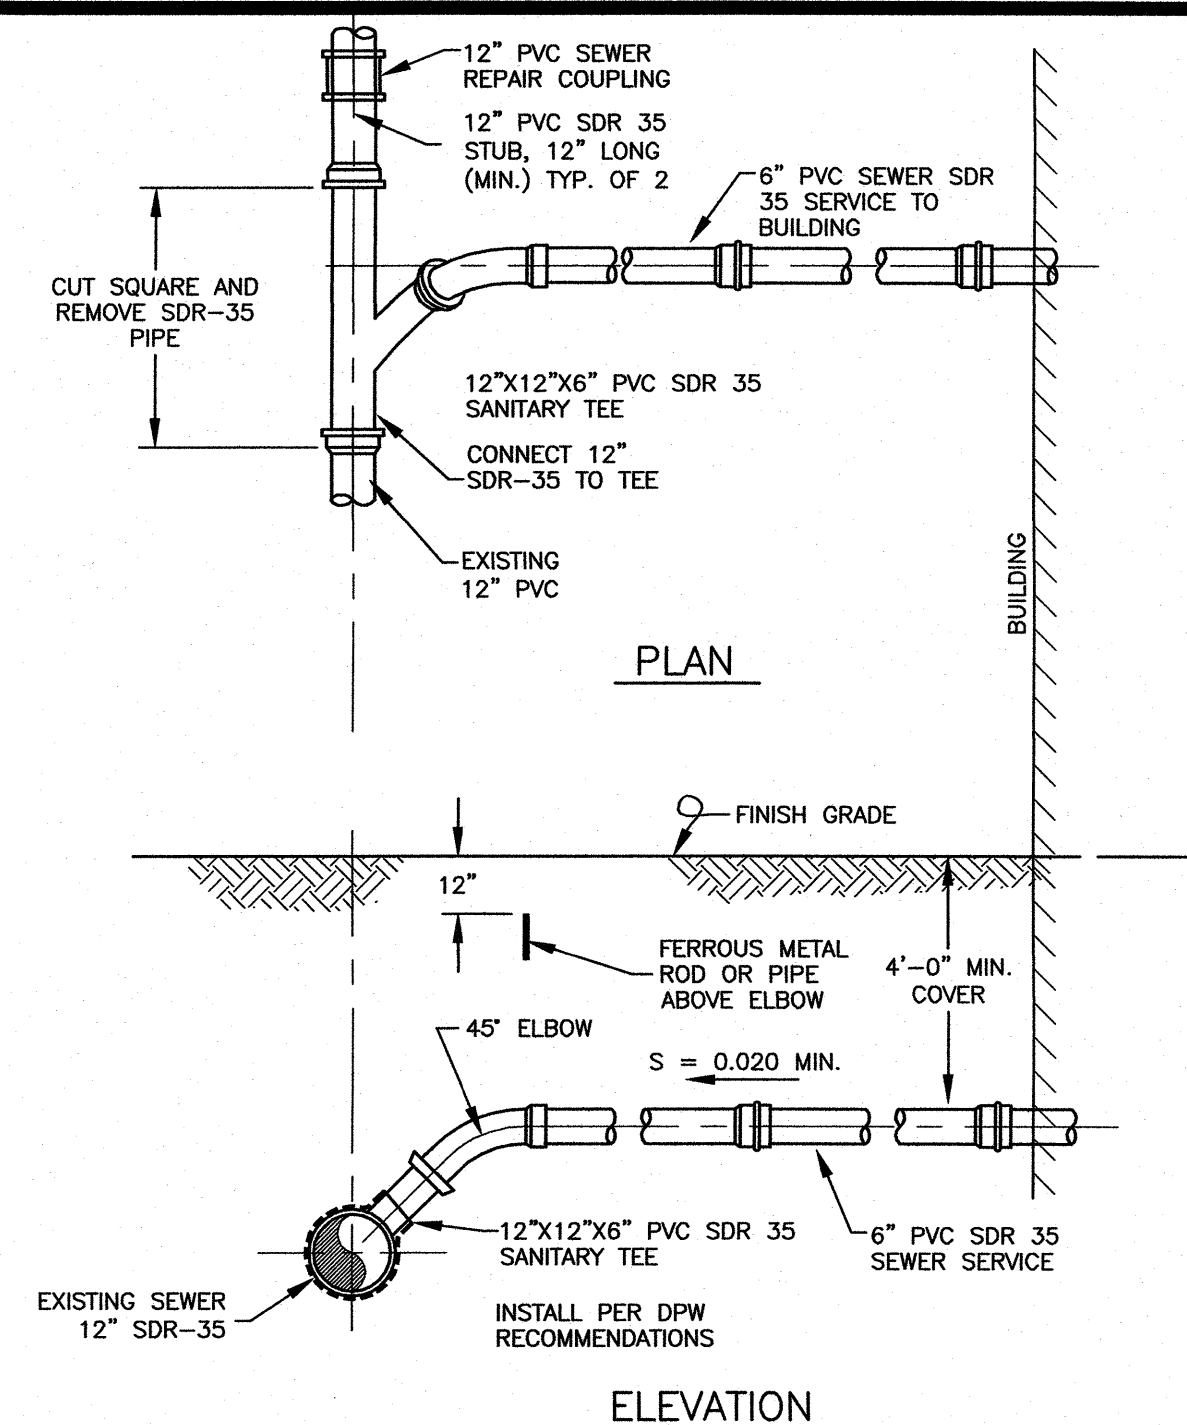 12" PVC SEWER
REPAIR COUPLING
12" PVC SDR 35
STUB, 12" LONG
(MIN.) TYP. OF 2
6" PVC SEWER SDR
35 SERVICE TO
BUILDING
CUT SQUARE AND
REMOVE SDR-35
PIPE
12"X12"X6" PVC SDR 35
SANITARY TEE
CONNECT 12"
SDR-35 TO TEE
EXISTING
12" PVC
BUILDING
PLAN
FINISH GRADE
12"
FERROUS METAL
ROD OR PIPE
ABOVE ELBOW
4'-0" MIN.
COVER
45° ELBOW
S = 0.020 MIN.
12"X12"X6" PVC SDR 35
SANITARY TEE
6" PVC SDR 35
SEWER SERVICE
EXISTING SEWER
12" SDR-35
INSTALL PER DPW
RECOMMENDATIONS
ELEVATION